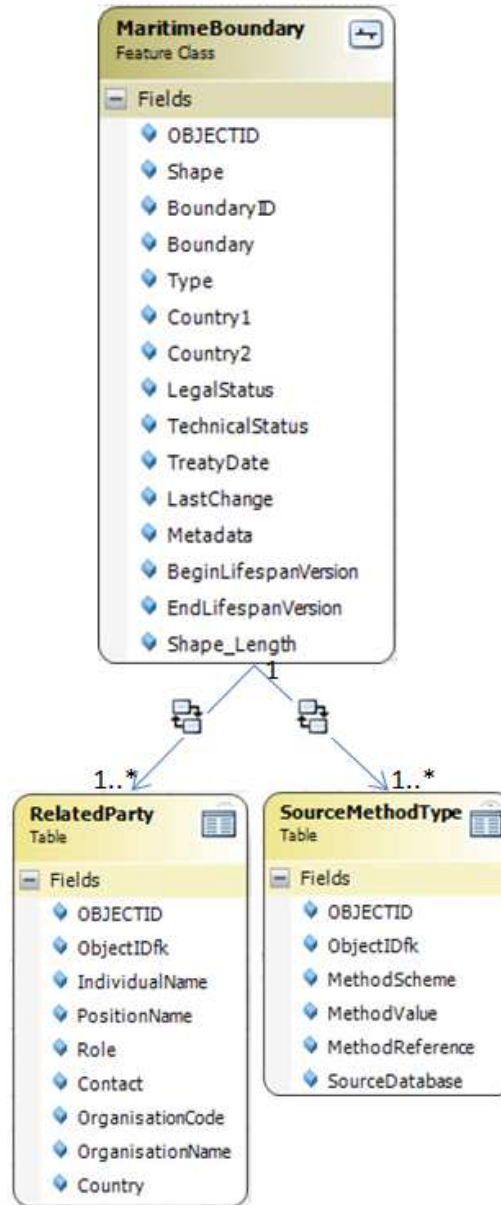 MaritimeBoundary
Feature Class
Fields
OBJECTID
Shape
BoundaryID
Boundary
Type
Country1
Country2
LegalStatus
TechnicalStatus
TreatyDate
LastChange
Metadata
BeginLifespanVersion
EndLifespanVersion
Shape_Length
1
1..*
1..*
RelatedParty
Table
Fields
OBJECTID
ObjectIDfk
IndividualName
PositionName
Role
Contact
OrganisationCode
OrganisationName
Country
SourceMethodType
Table
Fields
OBJECTID
ObjectIDfk
MethodScheme
MethodValue
MethodReference
SourceDatabase